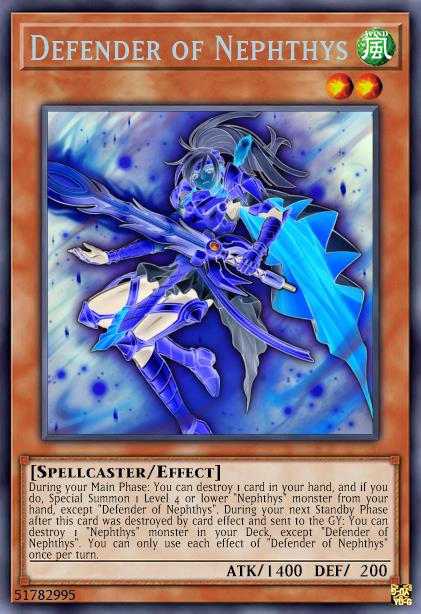 DEFENDER OF NEPHTHYS
WIND
風
[SPELLCASTER/EFFECT]
During your Main Phase: You can destroy 1 card in your hand, and if you
do, Special Summon 1 Level 4 or lower "Nephthys" monster from your
hand, except "Defender of Nephthys". During your next Standby Phase
after this card was destroyed by card effect and sent to the GY: You can
destroy 1 "Nephthys" monster in your Deck, except "Defender of
Nephthys". You can only use each effect of "Defender of Nephthys"
once per turn.
ATK/1400 DEF/ 200
51782995